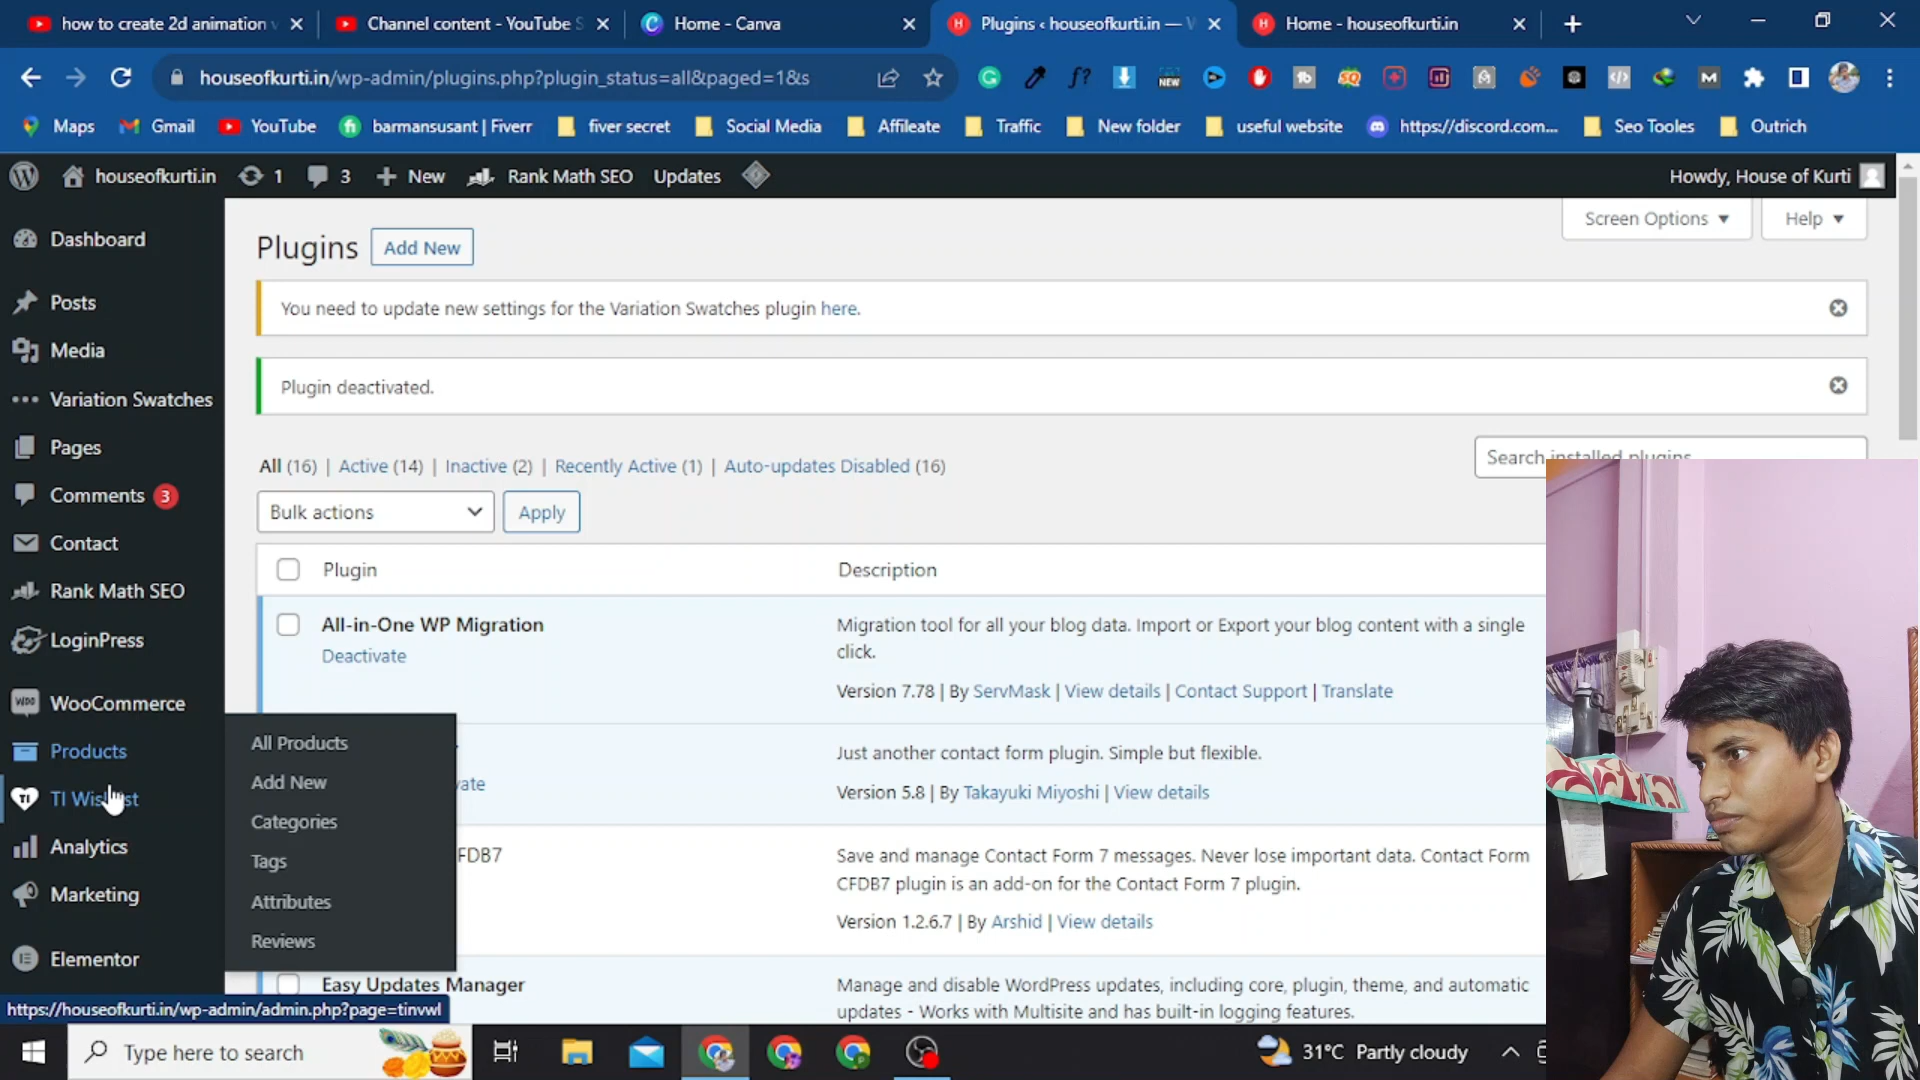 how to create 2d animation
Channel content - YouTube S
Home - Canva
Plugins ‹ houseofkurti.in — W
Home - houseofkurti.in
houseofkurti.in/wp-admin/plugins.php?plugin_status=all&paged=1&s
Maps
Gmail
YouTube
barmansusant | Fiverr
fiver secret
Social Media
Affileate
Traffic
New folder
useful website
https://discord.com...
Seo Tooles
Outrich
houseofkurti.in
1
3
New
Rank Math SEO
Updates
Howdy, House of Kurti
Dashboard
Posts
Media
Variation Swatches
Pages
Comments 3
Contact
Rank Math SEO
LoginPress
WooCommerce
Products
Analytics
Marketing
Elementor
All Products
Add New
Categories
Tags
Attributes
Reviews
Screen Options
Help
Plugins
Add New
You need to update new settings for the Variation Swatches plugin here.
Plugin deactivated.
All (16) | Active (14) | Inactive (2) | Recently Active (1) | Auto-updates Disabled (16)
Search installed plugins
Bulk actions
Apply
Plugin
Description
All-in-One WP Migration
Deactivate
Migration tool for all your blog data. Import or Export your blog content with a single
click.
Version 7.78 | By ServMask | View details | Contact Support | Translate
Just another contact form plugin. Simple but flexible.
Version 5.8 | By Takayuki Miyoshi | View details
FDB7
Save and manage Contact Form 7 messages. Never lose important data. Contact Form
CFDB7 plugin is an add-on for the Contact Form 7 plugin.
Version 1.2.6.7 | By Arshid | View details
Easy Updates Manager
Manage and disable WordPress updates, including core, plugin, theme, and automatic
updates - Works with Multisite and has built-in logging features.
https://houseofkurti.in/wp-admin/admin.php?page=tinvwl
Type here to search
31°C Partly cloudy